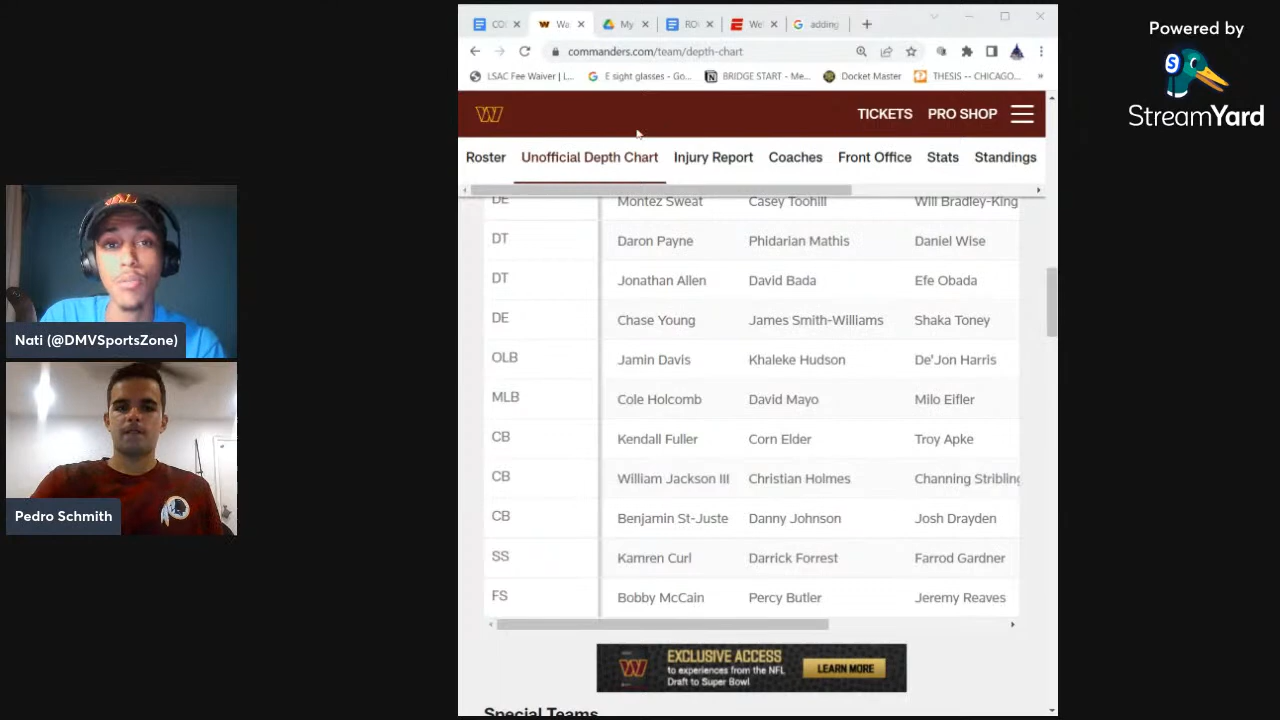 CO
Wa
My
RO
We
adding
commanders.com/team/depth-chart
LSAC Fee Waiver | L...
E sight glasses - Go...
BRIDGE START - Me...
Docket Master
THESIS -- CHICAGO...
TICKETS PRO SHOP
Roster Unofficial Depth Chart Injury Report Coaches Front Office Stats Standings
DE Montez Sweat Casey Toohill Will Bradley-King
DT Daron Payne Phidarian Mathis Daniel Wise
DT Jonathan Allen David Bada Efe Obada
DE Chase Young James Smith-Williams Shaka Toney
OLB Jamin Davis Khaleke Hudson De'Jon Harris
MLB Cole Holcomb David Mayo Milo Eifler
CB Kendall Fuller Corn Elder Troy Apke
CB William Jackson III Christian Holmes Channing Stribling
CB Benjamin St-Juste Danny Johnson Josh Drayden
SS Kamren Curl Darrick Forrest Farrod Gardner
FS Bobby McCain Percy Butler Jeremy Reaves
EXCLUSIVE ACCESS
to experiences from the NFL
Draft to Super Bowl
LEARN MORE
Special Teams
Nati (@DMVSportsZone)
Pedro Schmith
Powered by
S
StreamYard